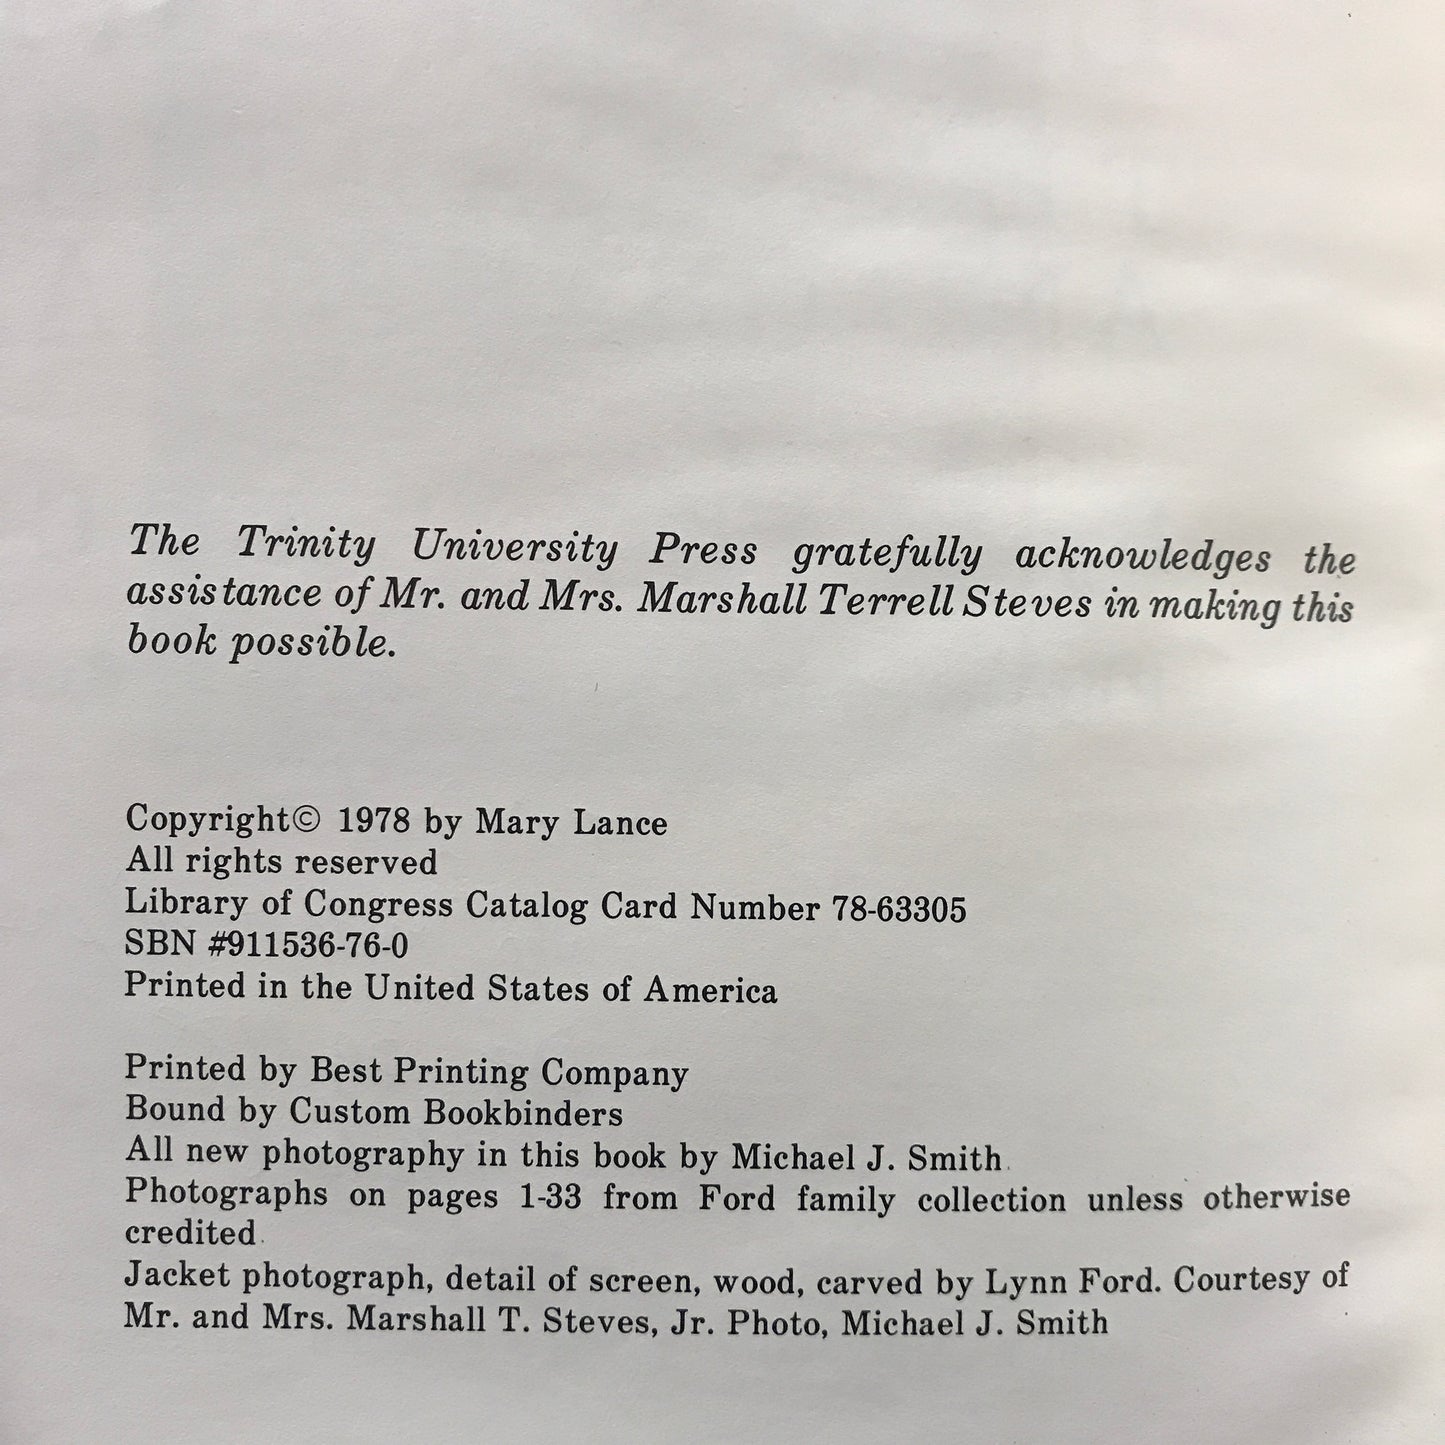 The Trinity University Press gratefully acknowledges the
assistance of Mr. and Mrs. Marshall Terrell Steves in making this
book possible.
Copyright© 1978 by Mary Lance
All rights reserved
Library of Congress Catalog Card Number 78-63305
SBN #911536-76-0
Printed in the United States of America
Printed by Best Printing Company
Bound by Custom Bookbinders
All new photography in this book by Michael J. Smith.
Photographs on pages 1-33 from Ford family collection unless otherwise
credited.
Jacket photograph, detail of screen, wood, carved by Lynn Ford. Courtesy of
Mr. and Mrs. Marshall T. Steves, Jr. Photo, Michael J. Smith